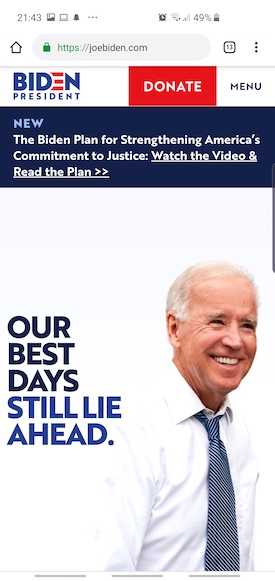 21:43
49%
https://joebiden.com
13
BIDEN
PRESIDENT
DONATE
MENU
NEW
The Biden Plan for Strengthening America's
Commitment to Justice: Watch the Video &
Read the Plan >>
OUR
BEST
DAYS
STILL LIE
AHEAD.